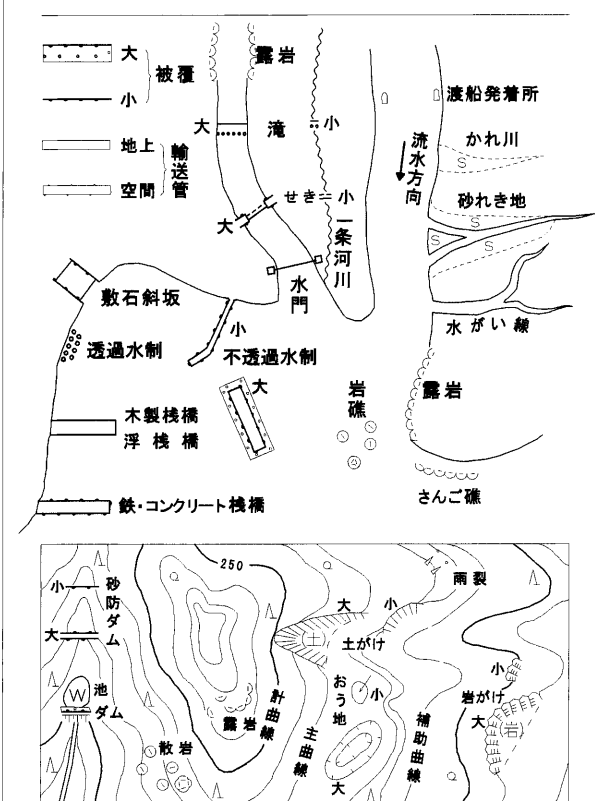 大
小
被覆
地上
空間
輸送管
露岩
大
滝
小
せき
小
大
一条河川
水門
渡船発着所
かれ川
流水方向
砂れき地
S
S
S
S
水がい線
敷石斜坂
透過水制
小
不透過水制
大
岩礁
露岩
木製桟橋
浮桟橋
さんご礁
鉄・コンクリート桟橋
250
小
砂防ダム
大
W
池
ダム
散岩
露岩
計曲線
主曲線
大
小
雨裂
土
土がけ
おう地
小
大
補助曲線
小
岩がけ
大
岩